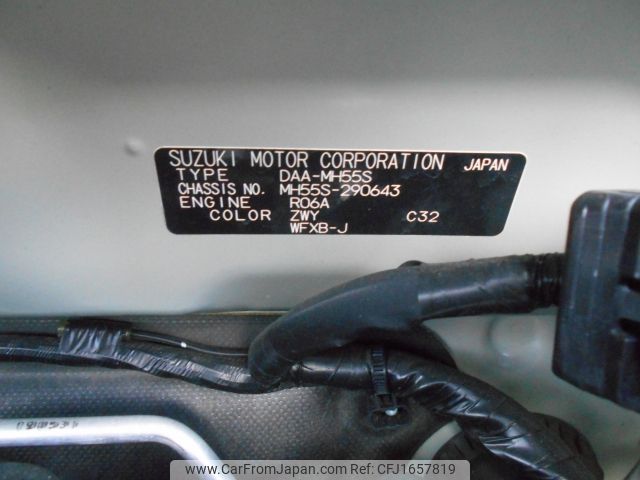 SUZUKI MOTOR CORPORATION JAPAN
TYPE DAA-MH55S
CHASSIS NO. MH55S-290643
ENGINE R06A
COLOR ZWY C32
WFXB-J
www.CarFromJapan.com - CFJ1657819